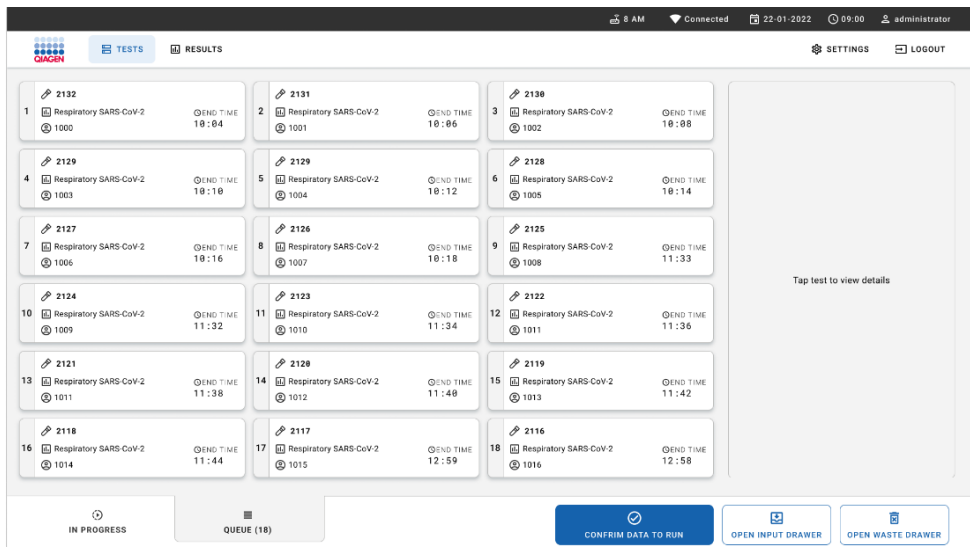 8 AM Connected 22-01-2022 09:00 administrator
QIAGEN TESTS RESULTS SETTINGS LOGOUT
1 2132 Respiratory SARS-CoV-2 1000 END TIME 10:04
2 2131 Respiratory SARS-CoV-2 1001 END TIME 10:06
3 2130 Respiratory SARS-CoV-2 1002 END TIME 10:08
4 2129 Respiratory SARS-CoV-2 1003 END TIME 10:10
5 2129 Respiratory SARS-CoV-2 1004 END TIME 10:12
6 2128 Respiratory SARS-CoV-2 1005 END TIME 10:14
7 2127 Respiratory SARS-CoV-2 1006 END TIME 10:16
8 2126 Respiratory SARS-CoV-2 1007 END TIME 10:18
9 2125 Respiratory SARS-CoV-2 1008 END TIME 11:33
10 2124 Respiratory SARS-CoV-2 1009 END TIME 11:32
11 2123 Respiratory SARS-CoV-2 1010 END TIME 11:34
12 2122 Respiratory SARS-CoV-2 1011 END TIME 11:36
13 2121 Respiratory SARS-CoV-2 1011 END TIME 11:38
14 2120 Respiratory SARS-CoV-2 1012 END TIME 11:40
15 2119 Respiratory SARS-CoV-2 1013 END TIME 11:42
16 2118 Respiratory SARS-CoV-2 1014 END TIME 11:44
17 2117 Respiratory SARS-CoV-2 1015 END TIME 12:59
18 2116 Respiratory SARS-CoV-2 1016 END TIME 12:58
Tap test to view details
IN PROGRESS
QUEUE (18)
CONFRIM DATA TO RUN
OPEN INPUT DRAWER
OPEN WASTE DRAWER